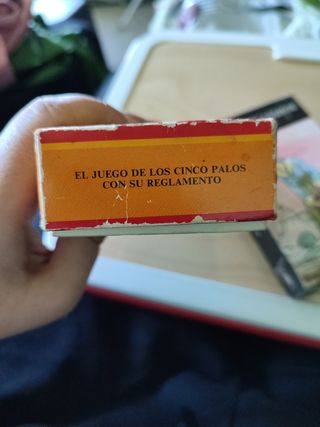 EL JUEGO DE LOS CINCO PALOS
CON SU REGLAMENTO